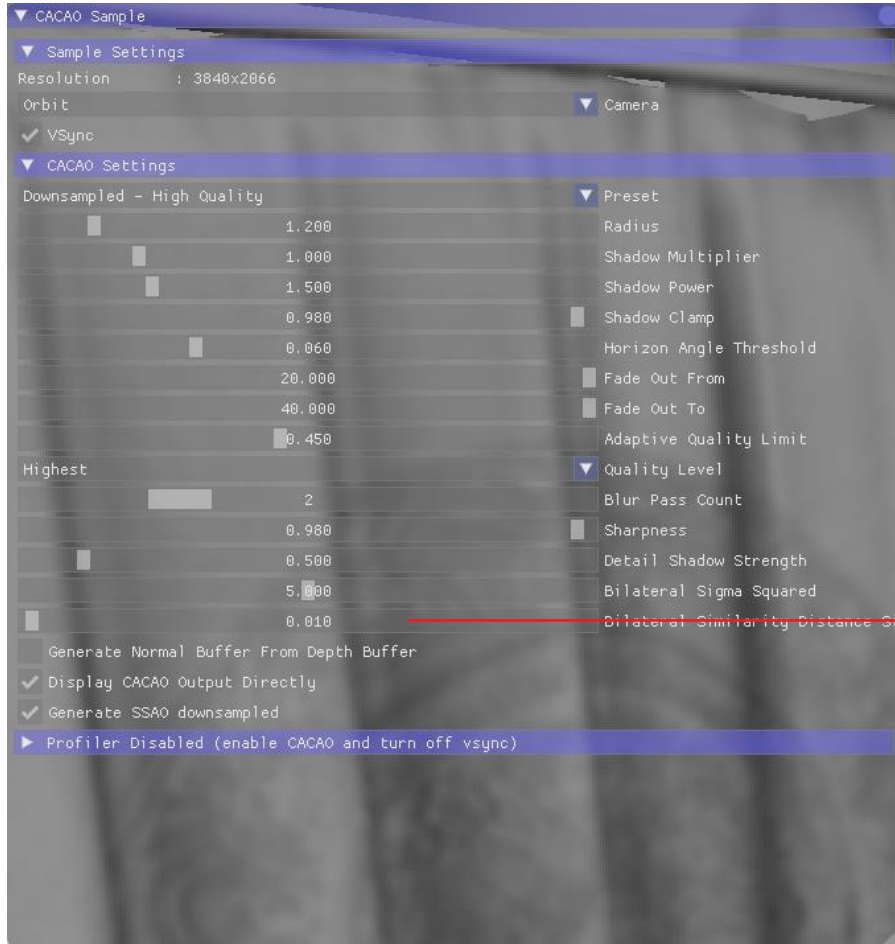 CACAO Sample
Sample Settings
Resolution : 3840x2066
Orbit Camera
VSync
CACAO Settings
Downsampled - High Quality Preset
1.200 Radius
1.000 Shadow Multiplier
1.500 Shadow Power
0.980 Shadow Clamp
0.060 Horizon Angle Threshold
20.000 Fade Out From
40.000 Fade Out To
0.450 Adaptive Quality Limit
Highest Quality Level
2 Blur Pass Count
0.980 Sharpness
0.500 Detail Shadow Strength
5.000 Bilateral Sigma Squared
0.010 Bilateral Similarity Distance
Generate Normal Buffer From Depth Buffer
Display CACAO Output Directly
Generate SSAO downsampled
Profiler Disabled (enable CACAO and turn off vsync)